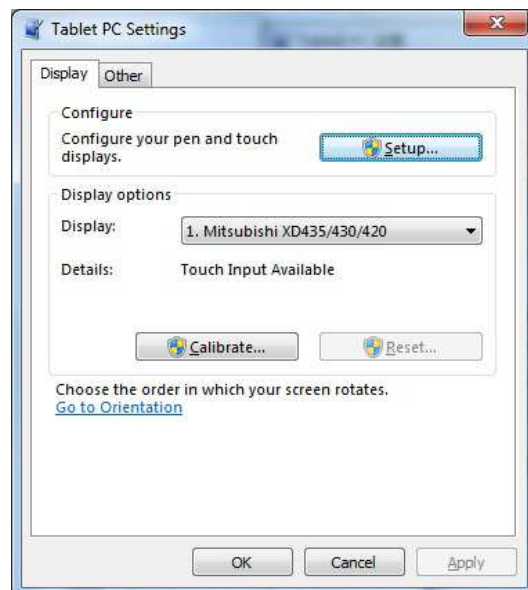 Tablet PC Settings
Display Other
Configure
Configure your pen and touch
displays.
Setup...
Display options
Display: 1. Mitsubishi XD435/430/420
Details: Touch Input Available
Calibrate... Reset...
Choose the order in which your screen rotates.
Go to Orientation
OK Cancel Apply